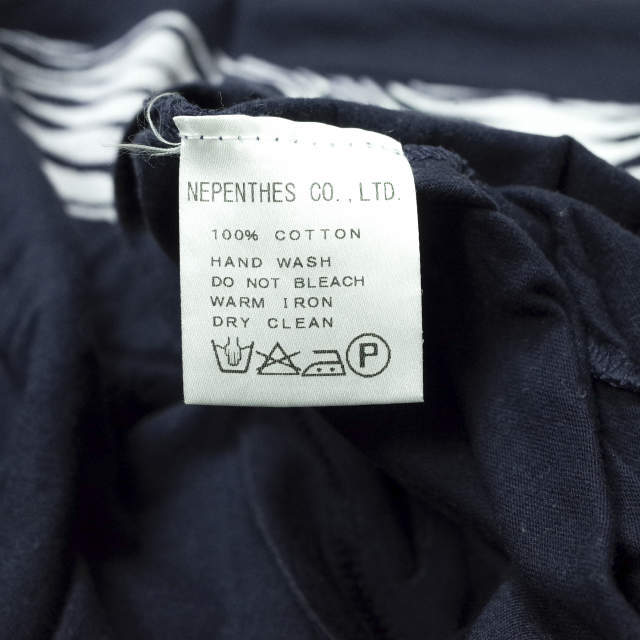 NEPENTHES CO., LTD.
100% COTTON
HAND WASH
DO NOT BLEACH
WARM IRON
DRY CLEAN
P